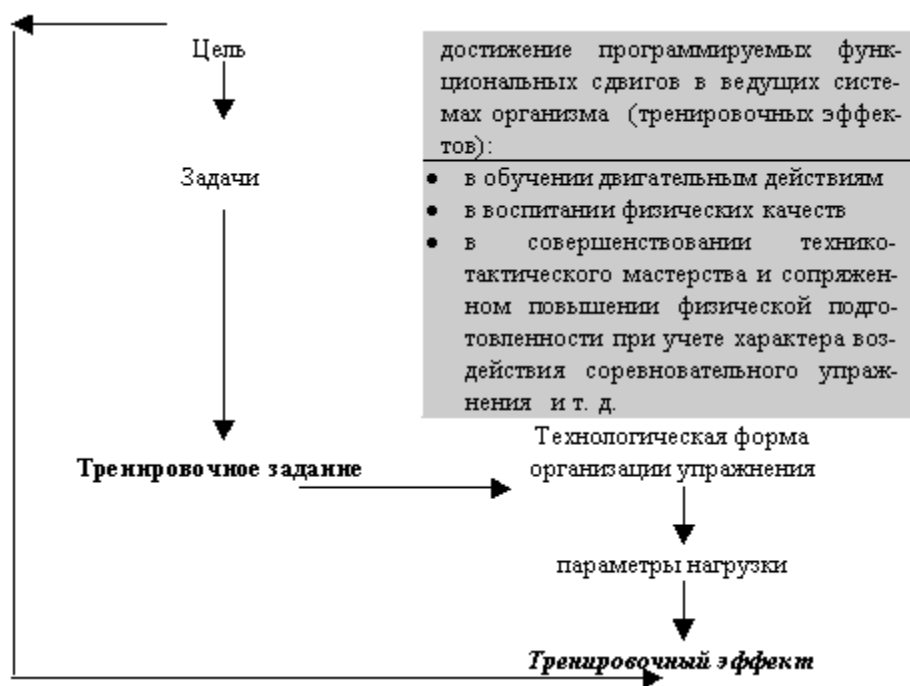 Цель
достижение программируемых функ-
циональных сдвигов в ведущих систе-
мах организма (тренировочных эффек-
тов):
Задачи
• в обучении двигательным действиям
• в воспитании физических качеств
• в совершенствовании технико-
тактического мастерства и сопряжен-
ном повышении физической подго-
товленности при учете характера воз-
действия соревновательного упраж-
нения и т. д.
Тренировочное задание
Технологическая форма
организации упражнения
параметры нагрузки
Тренировочный эффект